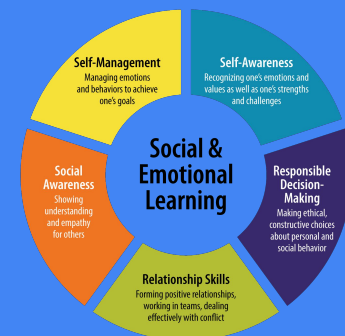 Self-Management
Managing emotions
and behaviors to achieve
one's goals
Self-Awareness
Recognizing one's emotions and
values as well as one's strengths
and challenges
Social &
Emotional
Learning
Social
Awareness
Showing
understanding
and empathy
for others
Responsible
Decision-
Making
Making ethical,
constructive choices
about personal and
social behavior
Relationship Skills
Forming positive relationships,
working in teams, dealing
effectively with conflict